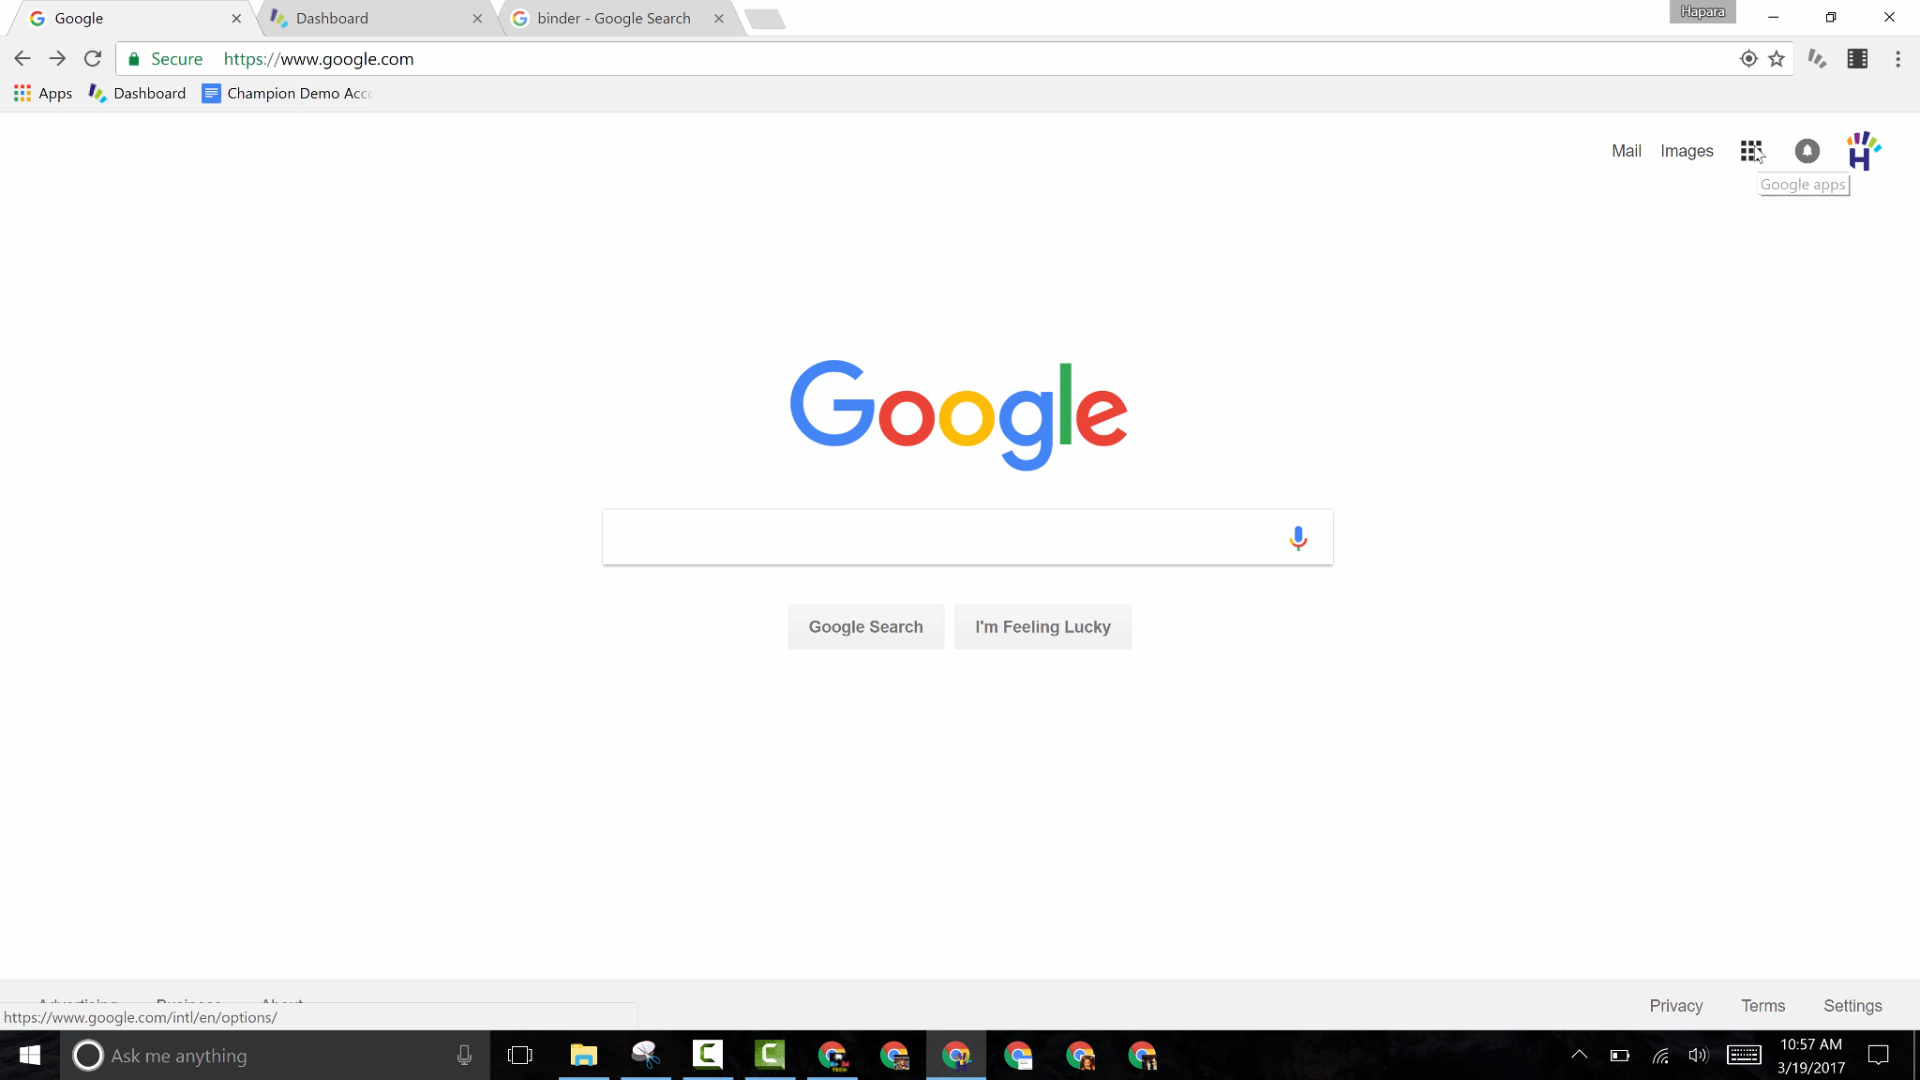 Google
Dashboard
binder - Google Search
Hapara
Secure https://www.google.com
Apps
Dashboard
Champion Demo Acc
Mail
Images
Google apps
Google
Google Search
I'm Feeling Lucky
Advertising
Business
About
Privacy
Terms
Settings
https://www.google.com/intl/en/options/
Ask me anything
10:57 AM
3/19/2017